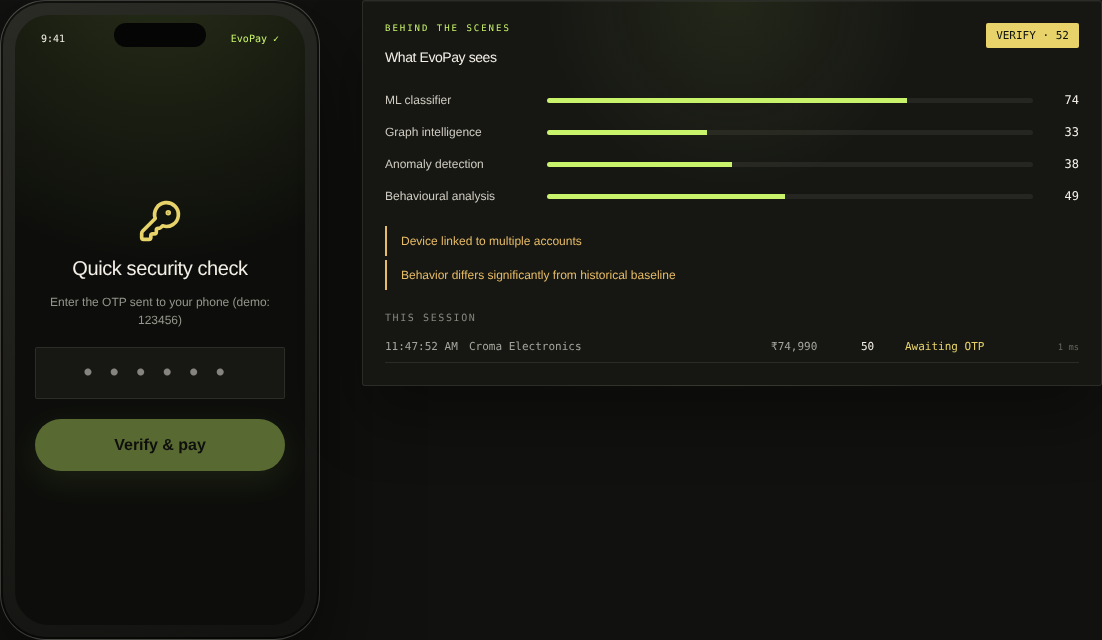 9:41
EvoPay ✓
Quick security check
Enter the OTP sent to your phone (demo:
123456)
Verify & pay
BEHIND THE SCENES
What EvoPay sees
VERIFY · 52
ML classifier 74
Graph intelligence 33
Anomaly detection 38
Behavioural analysis 49
Device linked to multiple accounts
Behavior differs significantly from historical baseline
THIS SESSION
11:47:52 AM Croma Electronics ₹74,990 50 Awaiting OTP 1 ms